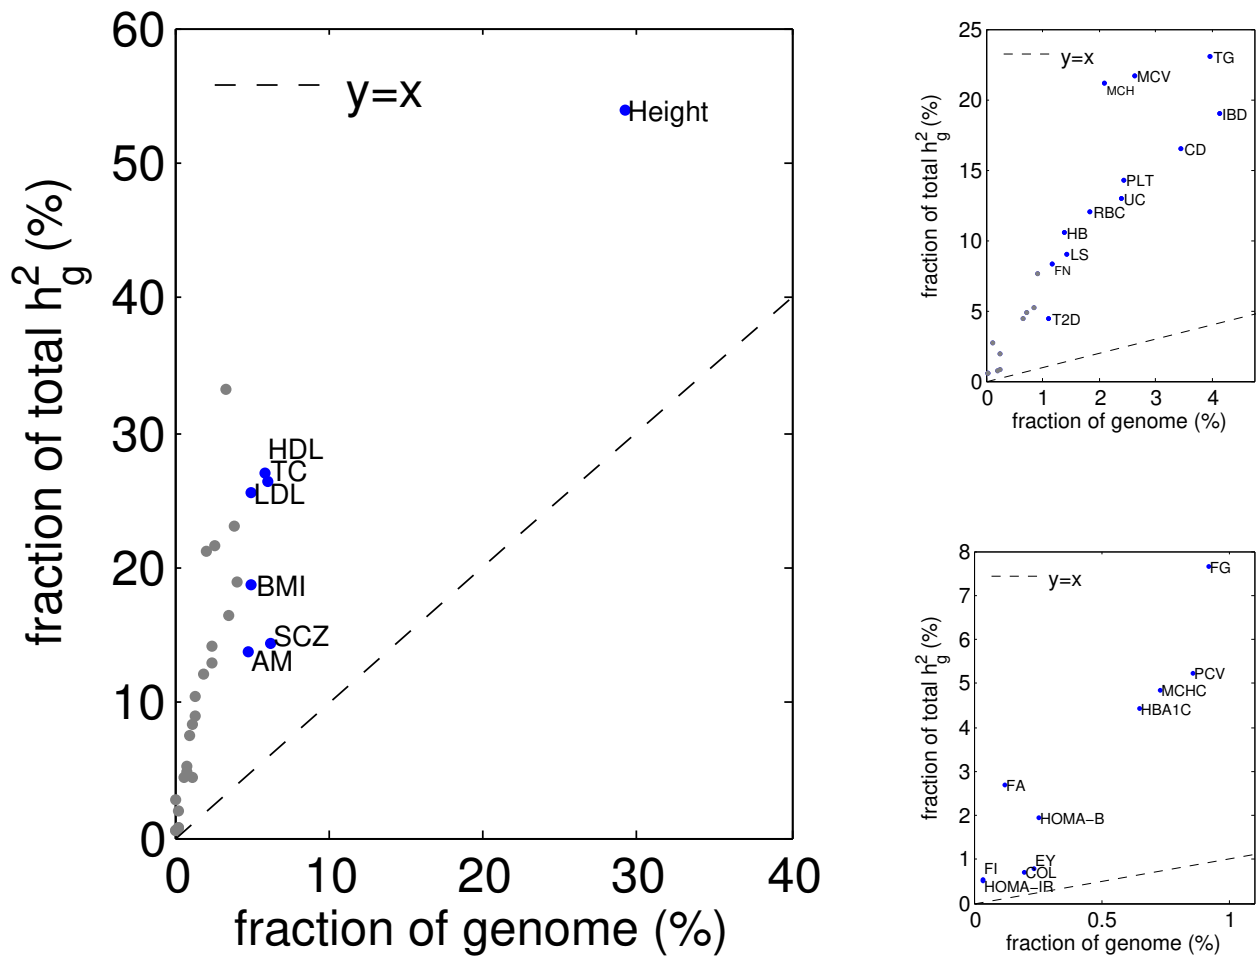 60
50
40
30
20
10
0
0
10
20
30
40
fraction of genome (%)
fraction of total h²g (%)
y=x
Height
HDL
TC
LDL
BMI
SCZ
AM
25
20
15
10
5
0
0
1
2
3
4
fraction of genome (%)
fraction of total h²g (%)
y=x
TG
MCV
MCH
IBD
CD
PLT
UC
RBC
HB
LS
FN
T2D
8
7
6
5
4
3
2
1
0
0
0.5
1
fraction of genome (%)
fraction of total h²g (%)
y=x
FG
PCV
MCHC
HBA1C
FA
HOMA−B
EY
FI
COL
HOMA−IR